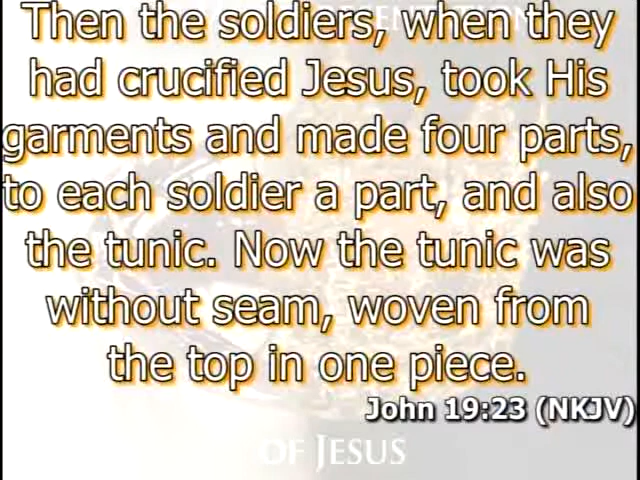 PRESENTATION
Then the soldiers, when they
had crucified Jesus, took His
garments and made four parts,
to each soldier a part, and also
the tunic. Now the tunic was
without seam, woven from
the top in one piece.
John 19:23 (NKJV)
OF JESUS